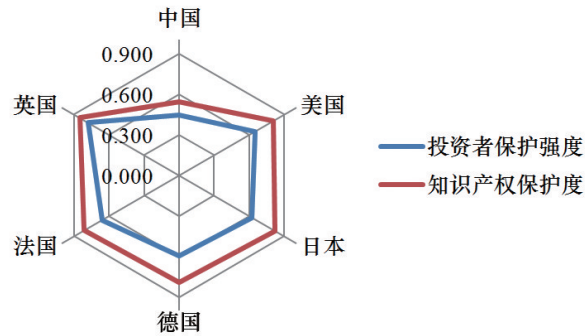 中国
0.900
0.600
0.300
0.000
英国
美国
投资者保护强度
知识产权保护度
法国
日本
德国